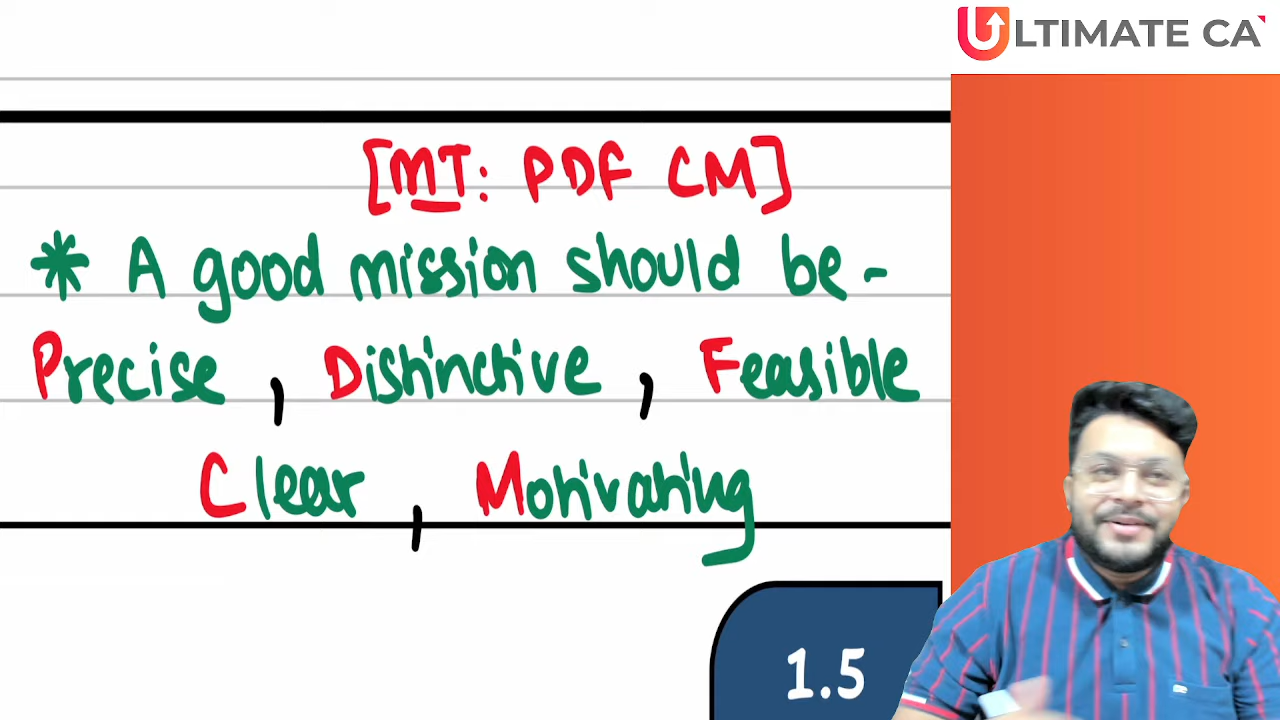 ULTIMATE CA
[MT: PDF CM]
* A good mission should be -
Precise , Distinctive , Feasible
Clear , Motivating
1.5